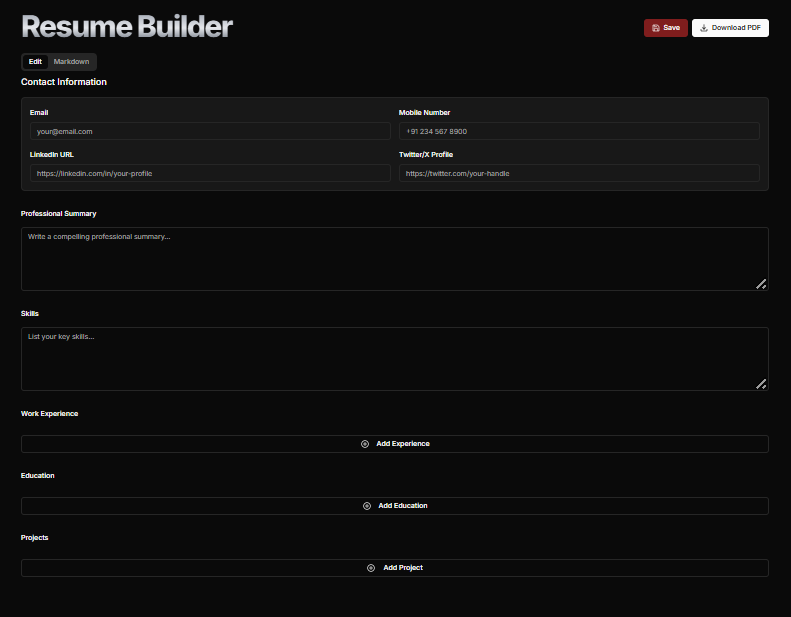 Resume Builder
Save
Download PDF
Edit
Markdown
Contact Information
Email
Mobile Number
your@email.com
+91 234 567 8900
LinkedIn URL
Twitter/X Profile
https://linkedin.com/in/your-profile
https://twitter.com/your-handle
Professional Summary
Write a compelling professional summary...
Skills
List your key skills...
Work Experience
Add Experience
Education
Add Education
Projects
Add Project